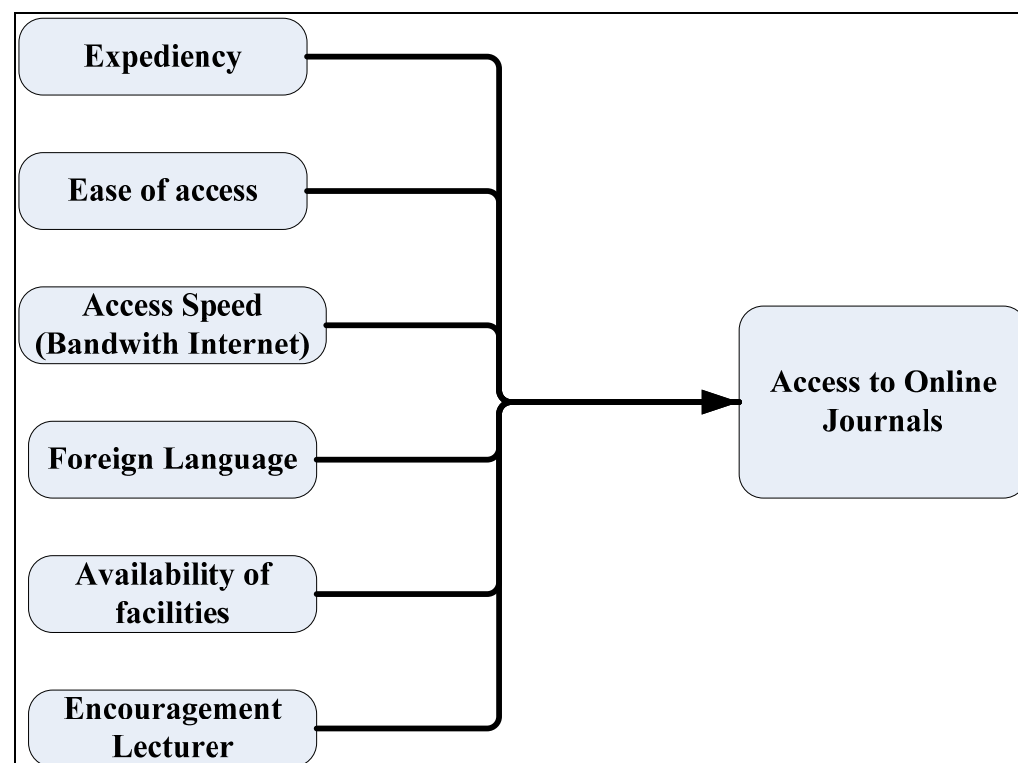 Expediency
Ease of access
Access Speed
(Bandwith Internet)
Foreign Language
Availability of
facilities
Encouragement
Lecturer
Access to Online
Journals